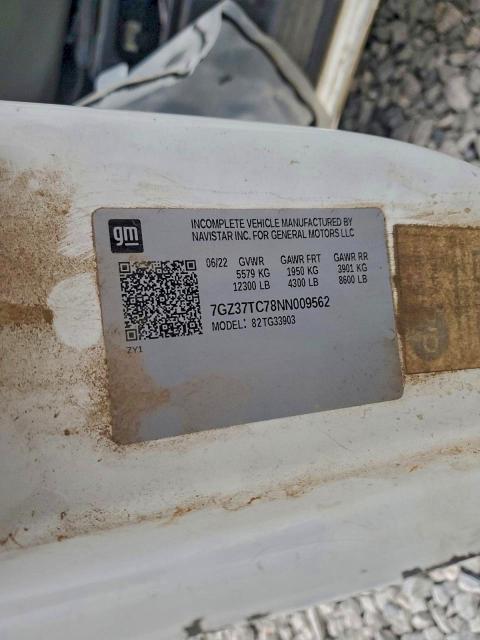 gm
INCOMPLETE VEHICLE MANUFACTURED BY
NAVISTAR INC. FOR GENERAL MOTORS LLC
06/22 GVWR GAWR FRT GAWR RR
5579 KG 1950 KG 3901 KG
12300 LB 4300 LB 8600 LB
7GZ37TC78NN009562
MODEL: 82TG33903
ZY1